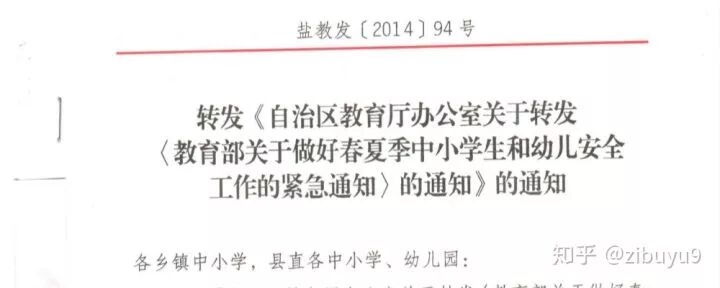 盐教发〔2014〕94号
转发《自治区教育厅办公室关于转发
〈教育部关于做好春夏季中小学生和幼儿安全
工作的紧急通知〉的通知》的通知
各乡镇中小学，县直各中小学、幼儿园：
知乎 @zibuyu9